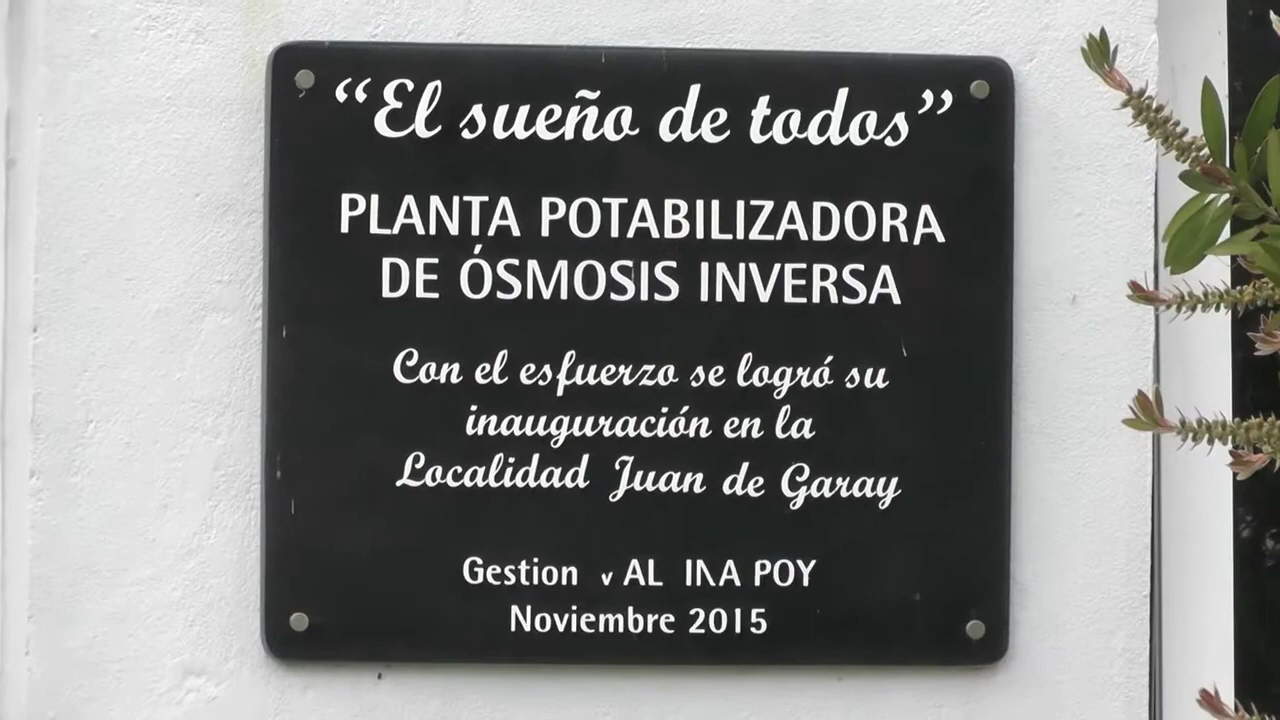 “El sueño de todos”
PLANTA POTABILIZADORA
DE ÓSMOSIS INVERSA
Con el esfuerzo se logró su
inauguración en la
Localidad Juan de Garay
Gestion POY
Noviembre 2015